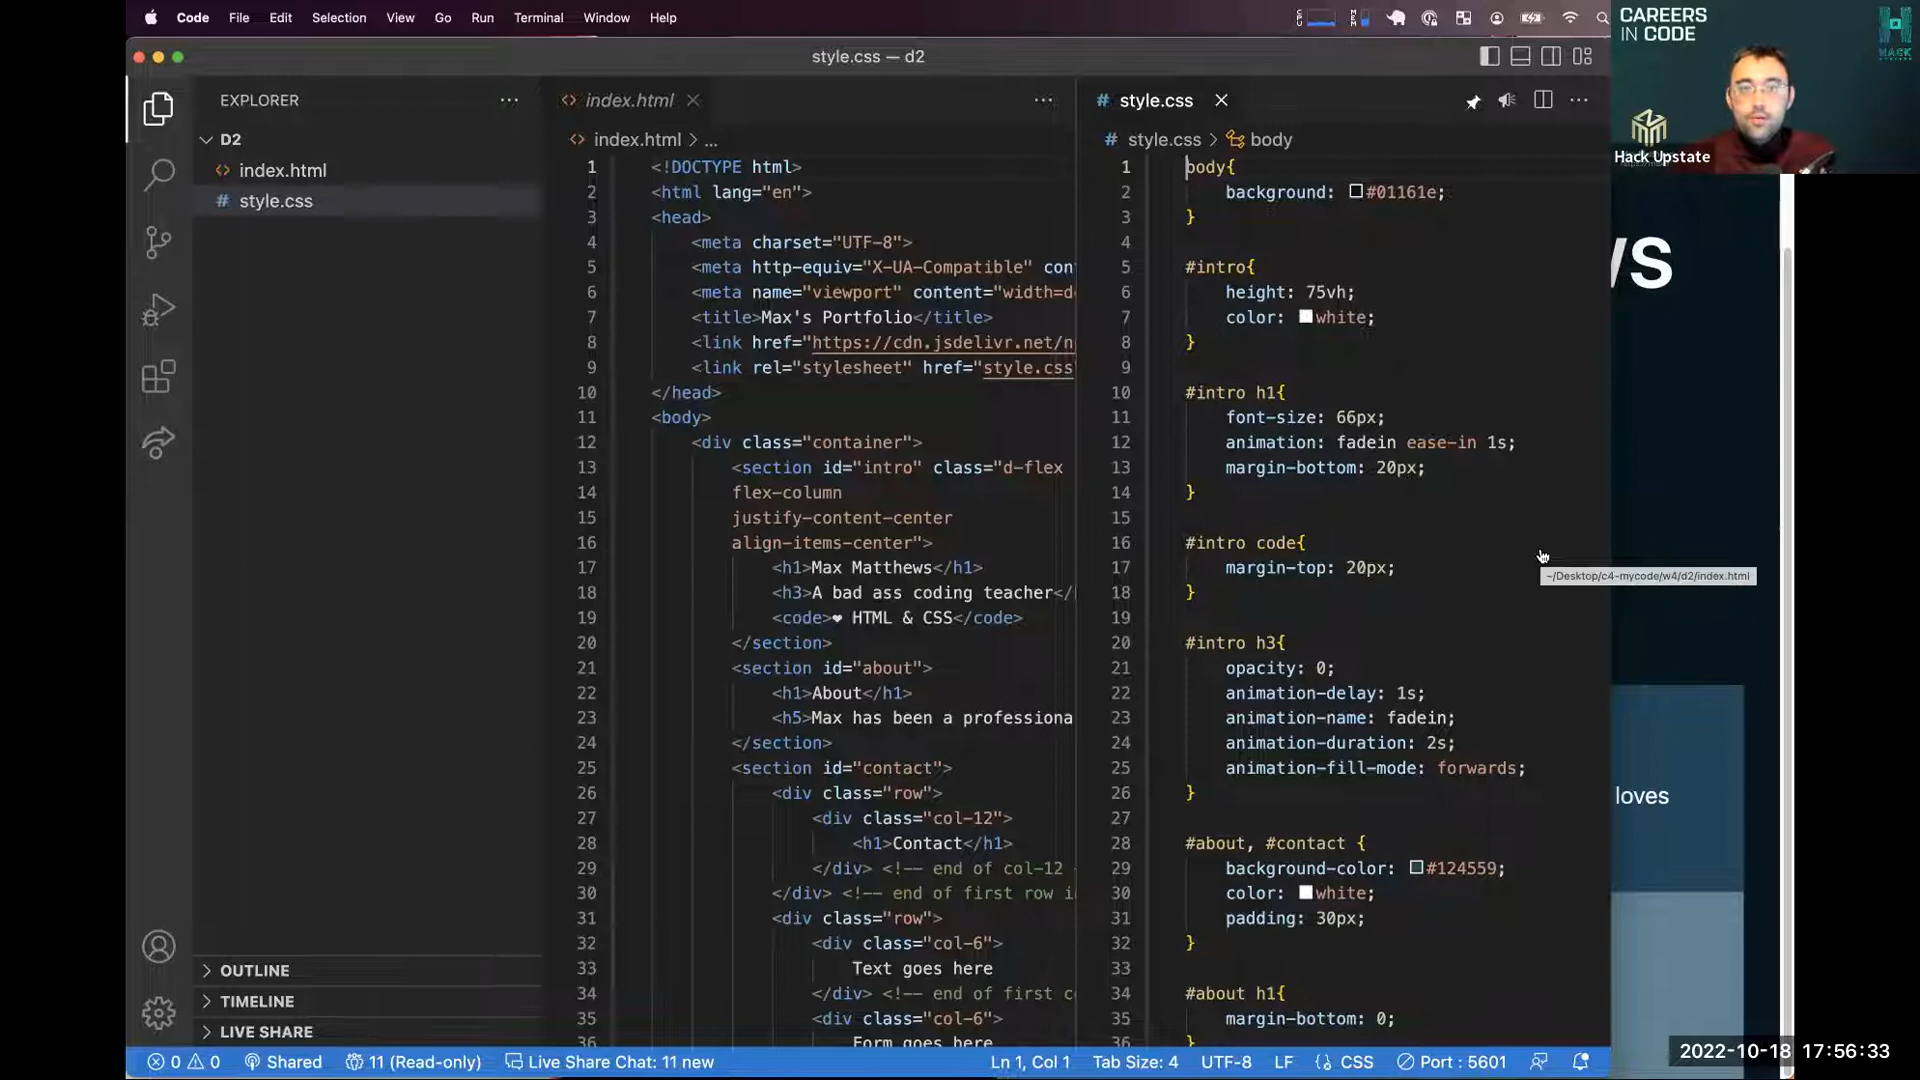 Code File Edit Selection View Go Run Terminal Window Help
CAREERS
IN CODE
HACK
Hack Upstate
style.css — d2
EXPLORER
D2
index.html
style.css
OUTLINE
TIMELINE
LIVE SHARE
index.html
index.html > ...
1 <!DOCTYPE html>
2 <html lang="en">
3 <head>
4 <meta charset="UTF-8">
5 <meta http-equiv="X-UA-Compatible" con
6 <meta name="viewport" content="width=d
7 <title>Max's Portfolio</title>
8 <link href="https://cdn.jsdelivr.net/n
9 <link rel="stylesheet" href="style.css
10 </head>
11 <body>
12 <div class="container">
13 <section id="intro" class="d-flex
14 flex-column
15 justify-content-center
16 align-items-center">
17 <h1>Max Matthews</h1>
18 <h3>A bad ass coding teacher</
19 <code>❤ HTML & CSS</code>
20 </section>
21 <section id="about">
22 <h1>About</h1>
23 <h5>Max has been a professiona
24 </section>
25 <section id="contact">
26 <div class="row">
27 <div class="col-12">
28 <h1>Contact</h1>
29 </div> <!-- end of col-12
30 </div> <!-- end of first row i
31 <div class="row">
32 <div class="col-6">
33 Text goes here
34 </div> <!-- end of first c
35 <div class="col-6">
36 Form goes here
style.css
style.css > body
1 body{
2 background: #01161e;
3 }
4
5 #intro{
6 height: 75vh;
7 color: white;
8 }
9
10 #intro h1{
11 font-size: 66px;
12 animation: fadein ease-in 1s;
13 margin-bottom: 20px;
14 }
15
16 #intro code{
17 margin-top: 20px;
18 }
19
20 #intro h3{
21 opacity: 0;
22 animation-delay: 1s;
23 animation-name: fadein;
24 animation-duration: 2s;
25 animation-fill-mode: forwards;
26 }
27
28 #about, #contact {
29 background-color: #124559;
30 color: white;
31 padding: 30px;
32 }
33
34 #about h1{
35 margin-bottom: 0;
36 }
~/Desktop/c4-mycode/w4/d2/index.html
ws
loves
0 0 Shared 11 (Read-only) Live Share Chat: 11 new Ln 1, Col 1 Tab Size: 4 UTF-8 LF {} CSS Port : 5601
2022-10-18 17:56:33